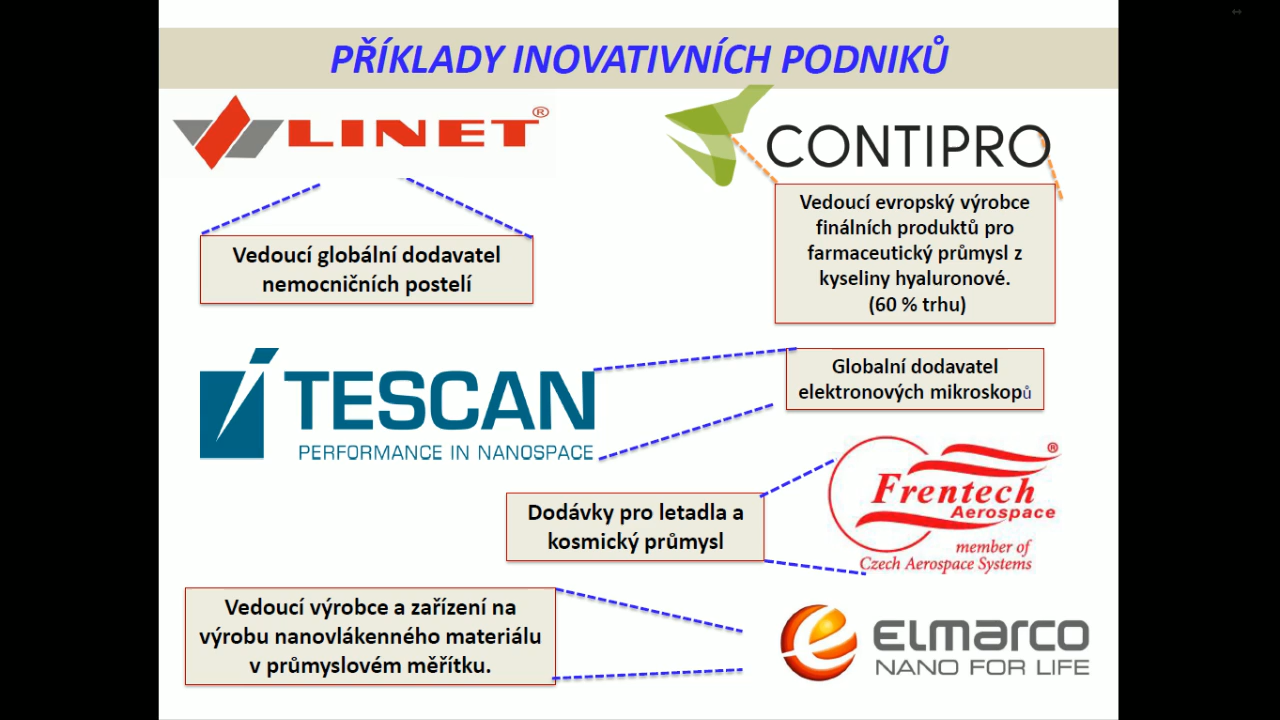 PŘÍKLADY INOVATIVNÍCH PODNIKŮ
LINET®
CONTIPRO
Vedoucí globální dodavatel
nemocničních postelí
Vedoucí evropský výrobce
finálních produktů pro
farmaceutický průmysl z
kyseliny hyaluronové.
(60 % trhu)
TESCAN
PERFORMANCE IN NANOSPACE
Globalní dodavatel
elektronových mikroskopů
Dodávky pro letadla a
kosmický průmysl
Frentech®
Aerospace
member of
Czech Aerospace Systems
Vedoucí výrobce a zařízení na
výrobu nanovlákenného materiálu
v průmyslovém měřítku.
ELMARCO
NANO FOR LIFE